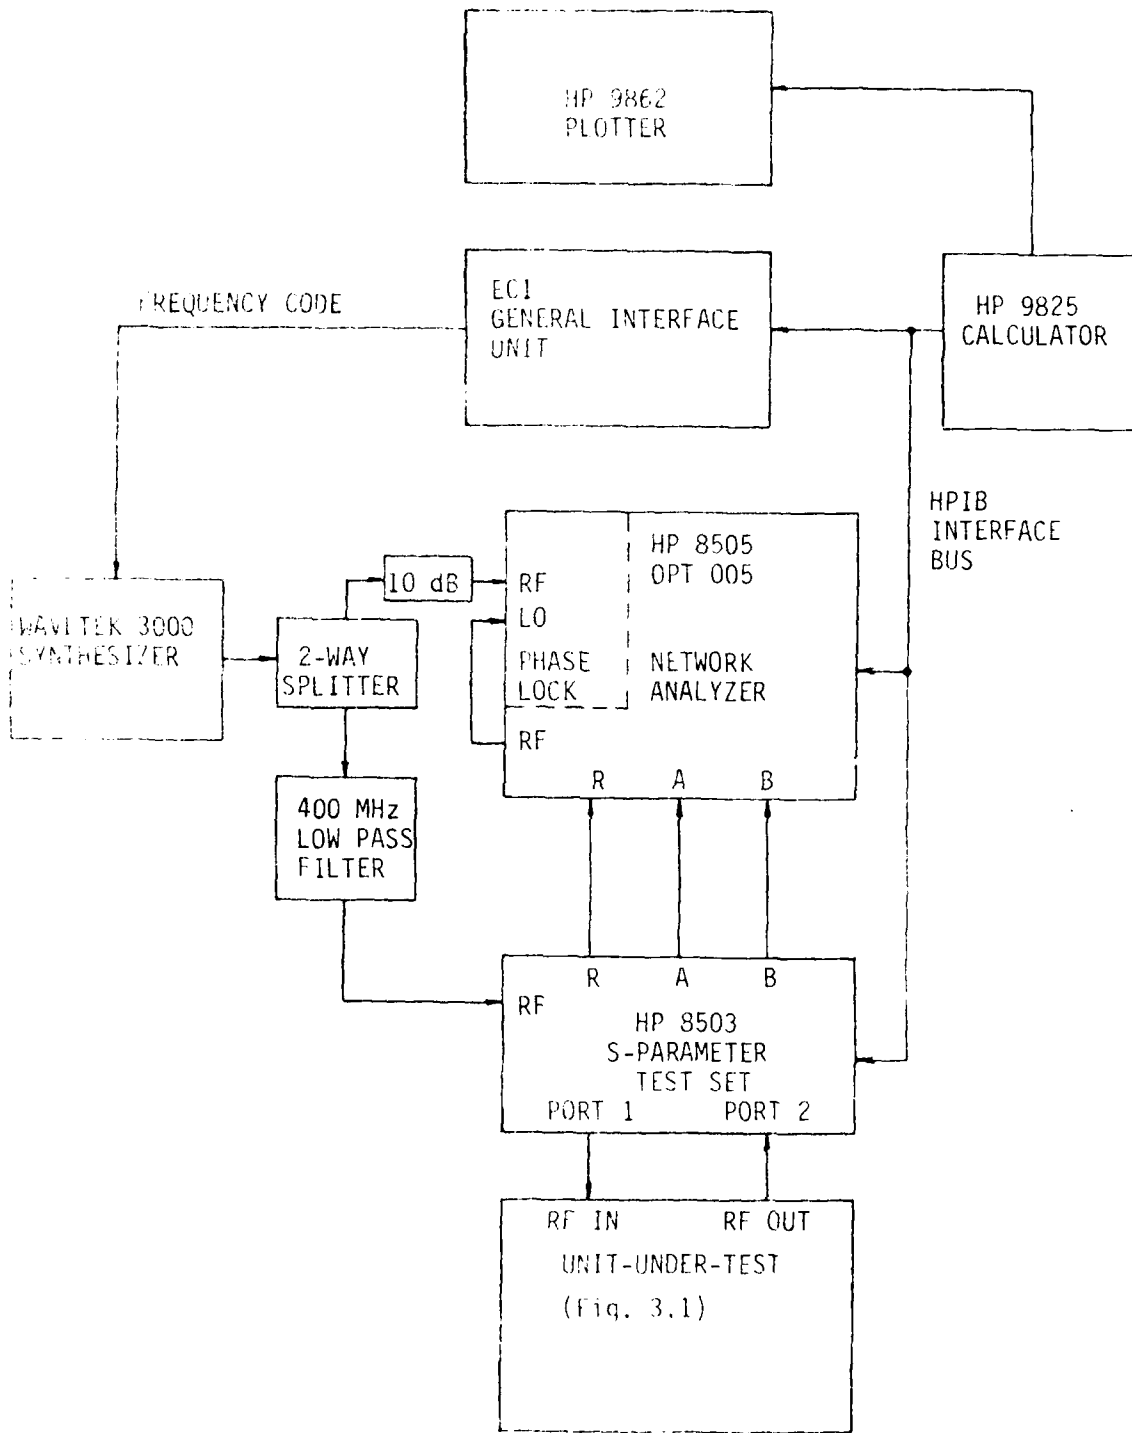 HP 9862
PLOTTER
FREQUENCY CODE
ECI
GENERAL INTERFACE
UNIT
HP 9825
CALCULATOR
HPIB
INTERFACE
BUS
WAVETEK 3000
SYNTHESIZER
2-WAY
SPLITTER
10 dB
RF
LO
PHASE
LOCK
RF
HP 8505
OPT 005
NETWORK
ANALYZER
R A B
400 MHz
LOW PASS
FILTER
R A B
RF
HP 8503
S-PARAMETER
TEST SET
PORT 1 PORT 2
RF IN RF OUT
UNIT-UNDER-TEST
(Fig. 3.1)